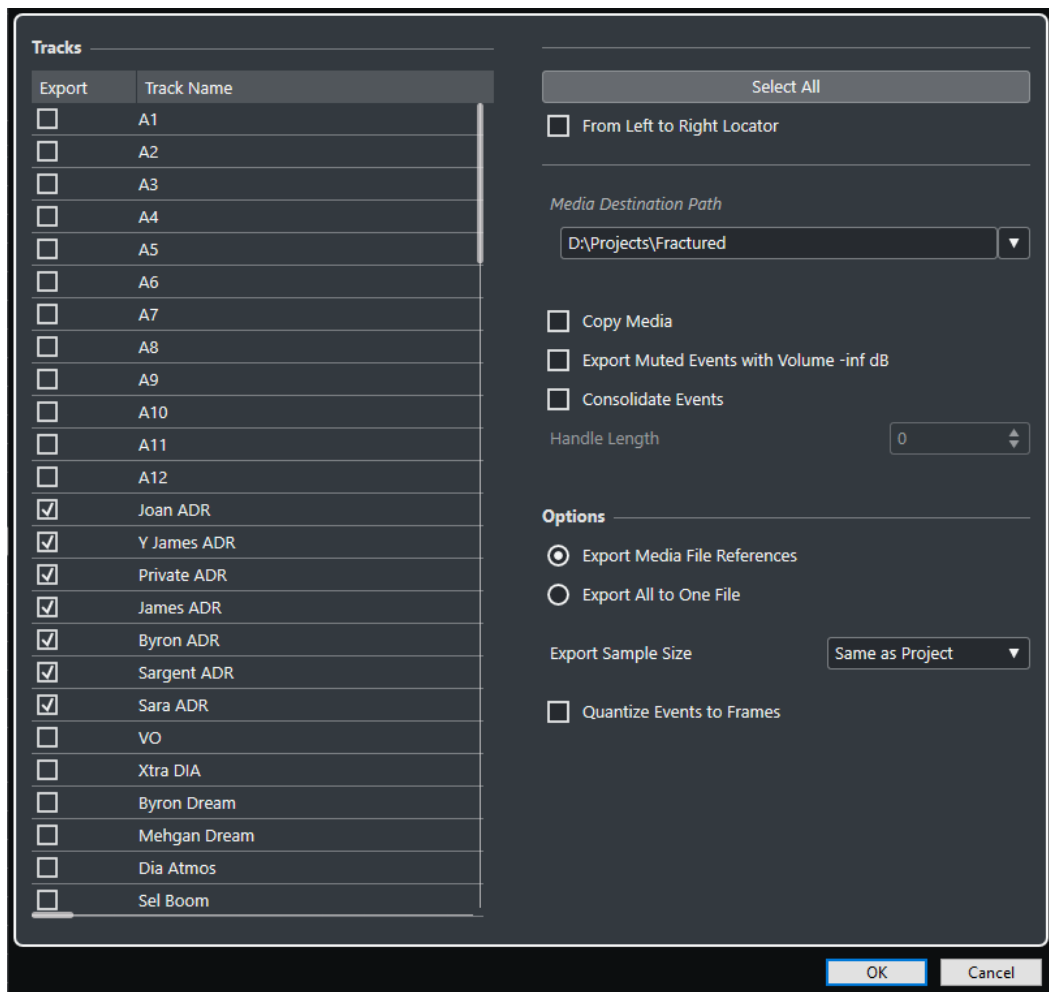 Tracks
Export Track Name
A1
A2
A3
A4
A5
A6
A7
A8
A9
A10
A11
A12
Joan ADR
Y James ADR
Private ADR
James ADR
Byron ADR
Sargent ADR
Sara ADR
VO
Xtra DIA
Byron Dream
Mehgan Dream
Dia Atmos
Sel Boom
Select All
From Left to Right Locator
Media Destination Path
D:\Projects\Fractured
Copy Media
Export Muted Events with Volume -inf dB
Consolidate Events
Handle Length 0
Options
Export Media File References
Export All to One File
Export Sample Size Same as Project
Quantize Events to Frames
OK Cancel